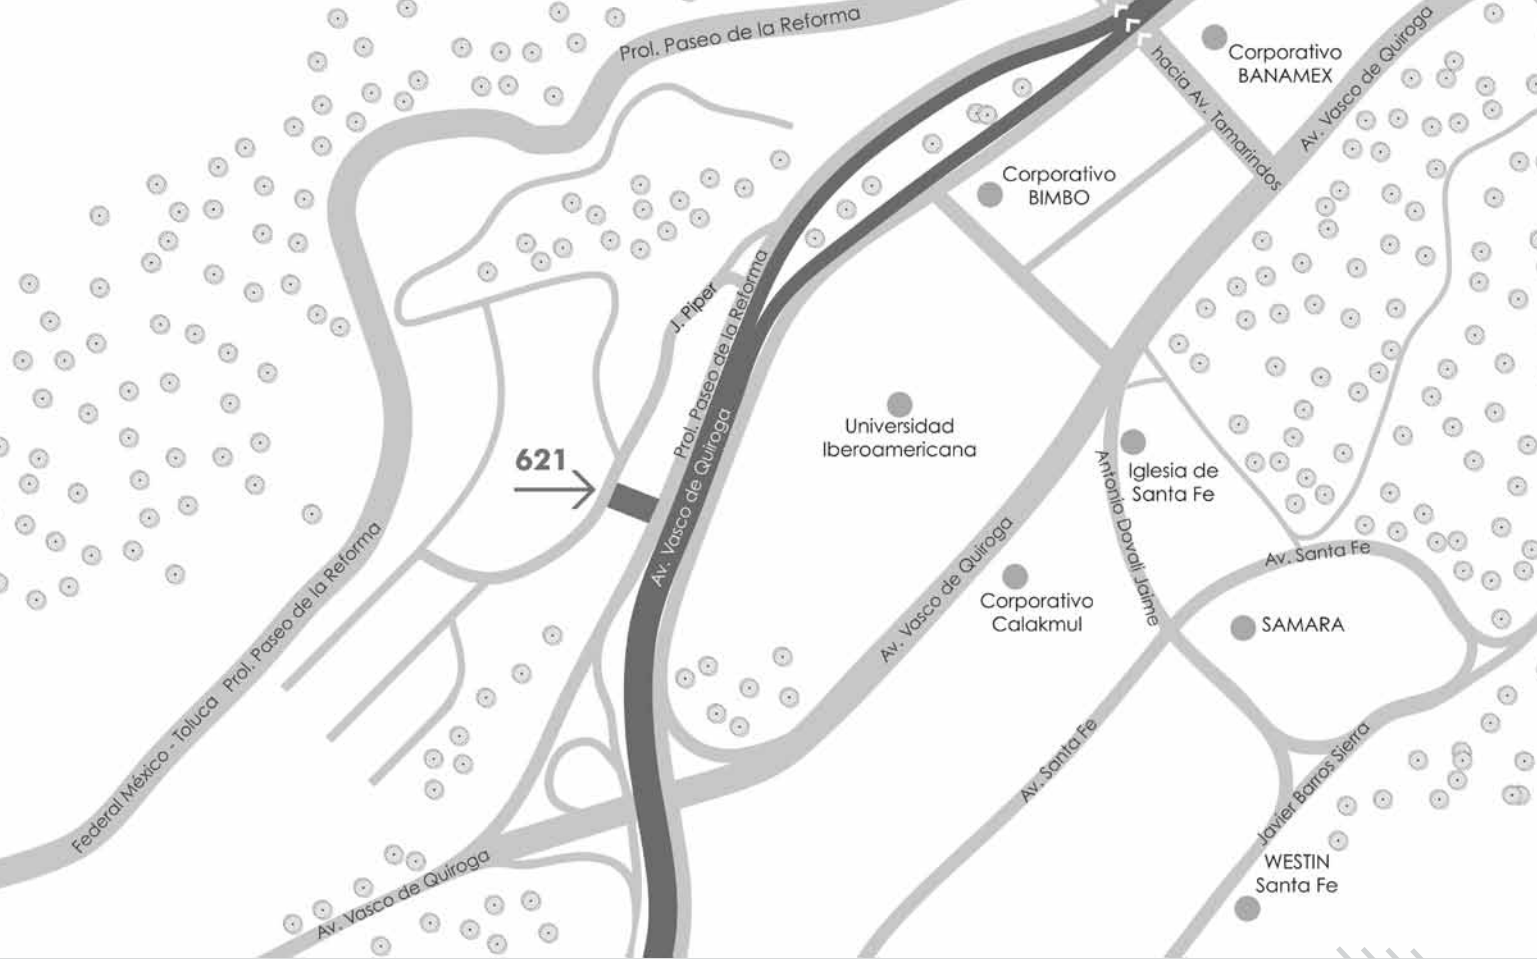 Prol. Paseo de la Reforma
Corporativo
BANAMEX
Av. Vasco de Quiroga
hacia Av. Tamarindos
Corporativo
BIMBO
J. Piper
Prol. Paseo de la Reforma
Av. Vasco de Quiroga
Universidad
Iberoamericana
621
Iglesia de
Santa Fe
Antonio Dovali Jaime
Av. Santa Fe
Corporativo
Calakmul
SAMARA
Av. Vasco de Quiroga
Federal México - Toluca Prol. Paseo de la Reforma
Av. Santa Fe
Javier Barros Sierra
WESTIN
Santa Fe
Av. Vasco de Quiroga